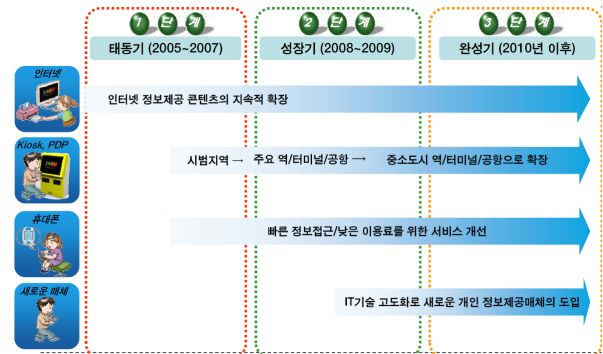 1 단 계
2 단 계
3 단 계
태동기 (2005~2007)
성장기 (2008~2009)
완성기 (2010년 이후)
인터넷
인터넷 정보제공 콘텐츠의 지속적 확장
Kiosk, PDP
시범지역 → 주요 역/터미널/공항 → 중소도시 역/터미널/공항으로 확장
휴대폰
빠른 정보접근/낮은 이용료를 위한 서비스 개선
새로운 매체
IT기술 고도화로 새로운 개인 정보제공매체의 도입